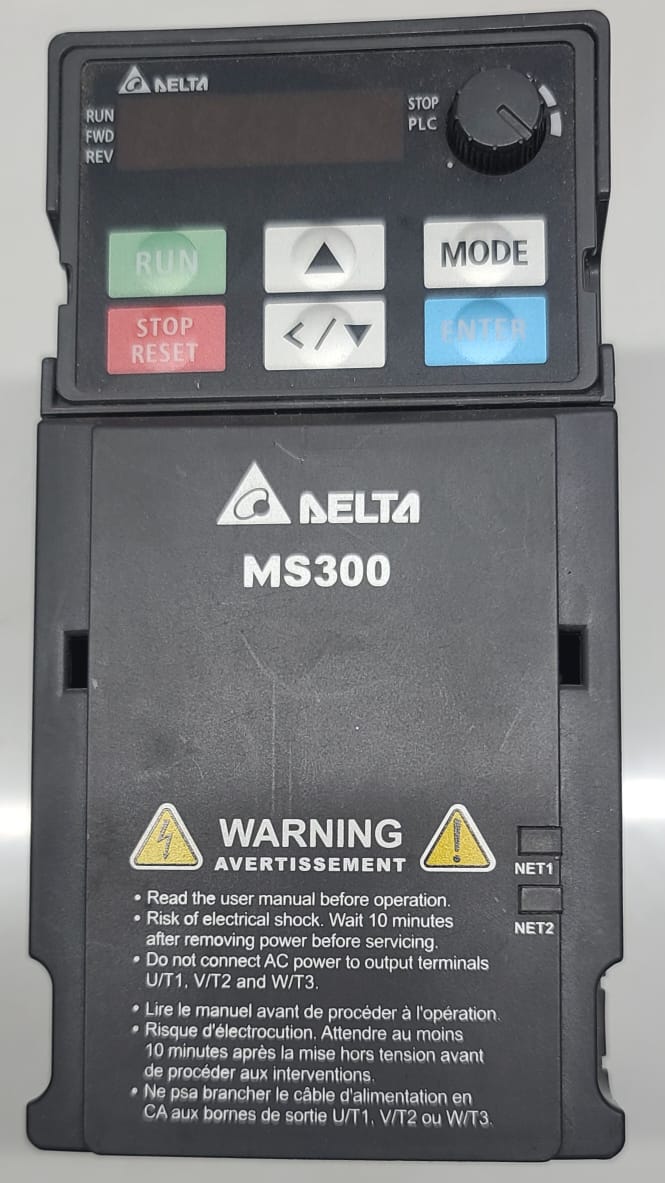 DELTA
RUN
FWD
REV
STOP
PLC
RUN
▲
MODE
STOP
RESET
</▼
ENTER
DELTA
MS300
WARNING
AVERTISSEMENT
NET1
NET2
• Read the user manual before operation.
• Risk of electrical shock. Wait 10 minutes
after removing power before servicing.
• Do not connect AC power to output terminals
U/T1, V/T2 and W/T3.
• Lire le manuel avant de procéder à l'opération.
• Risque d'électrocution. Attendre au moins
10 minutes après la mise hors tension avant
de procéder aux interventions.
• Ne psa brancher le câble d'alimentation en
CA aux bornes de sortie U/T1, V/T2 ou W/T3.